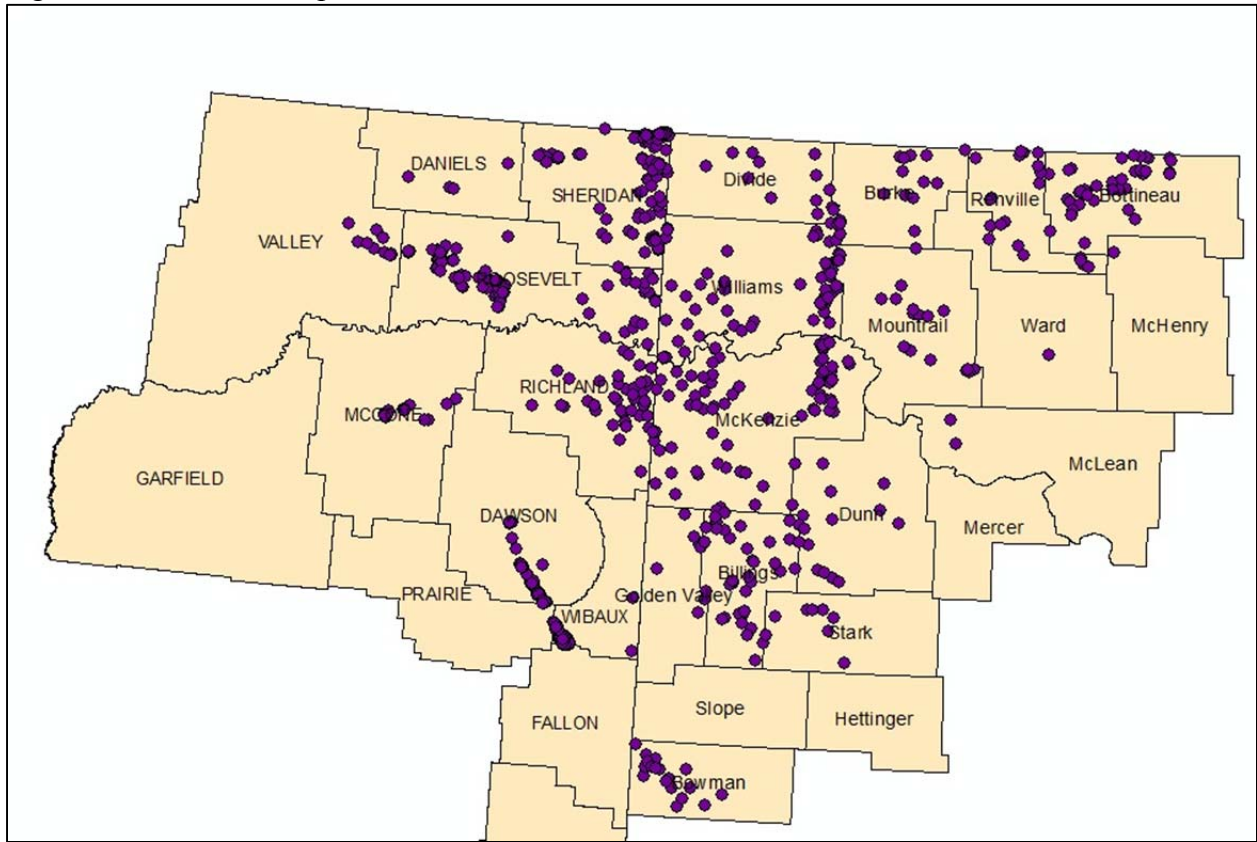 DANIELS
SHERIDAN
Divide
Burke
Renville
Bottineau
VALLEY
ROOSEVELT
Williams
Mountrail
Ward
McHenry
RICHLAND
MCCONE
McKenzie
GARFIELD
McLean
DAWSON
Dunn
Mercer
Billings
PRAIRIE
Golden Valley
WIBAUX
Stark
Slope
Hettinger
FALLON
Bowman